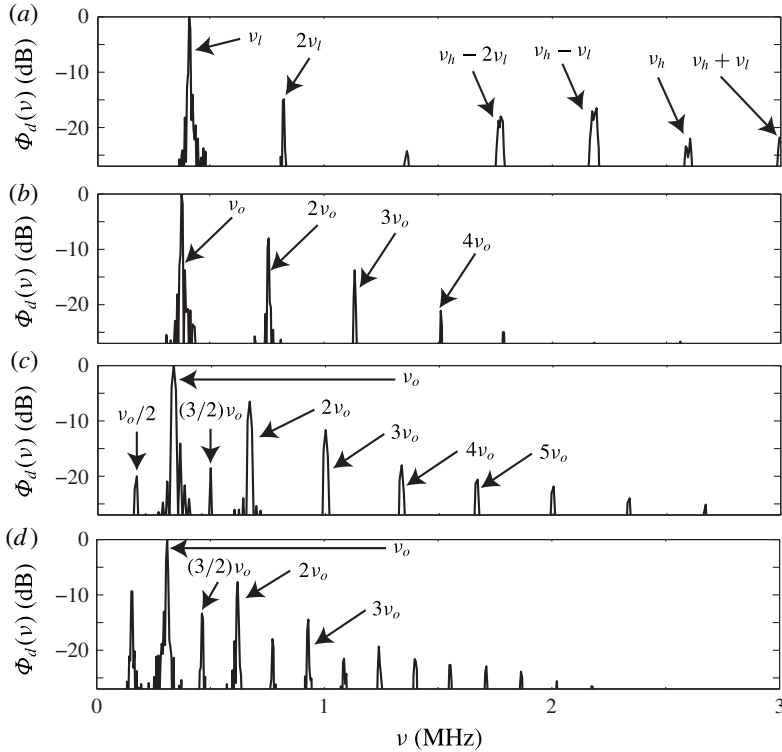 (a)
0
−10
−20
Φd(ν) (dB)
νl
2νl
νh − 2νl
νh − νl
νh
νh + νl
(b)
0
−10
−20
Φd(ν) (dB)
νo
2νo
3νo
4νo
(c)
0
−10
−20
Φd(ν) (dB)
νo/2
(3/2)νo
νo
2νo
3νo
4νo
5νo
(d)
0
−10
−20
Φd(ν) (dB)
νo
(3/2)νo
2νo
3νo
0 1 2 3
ν (MHz)